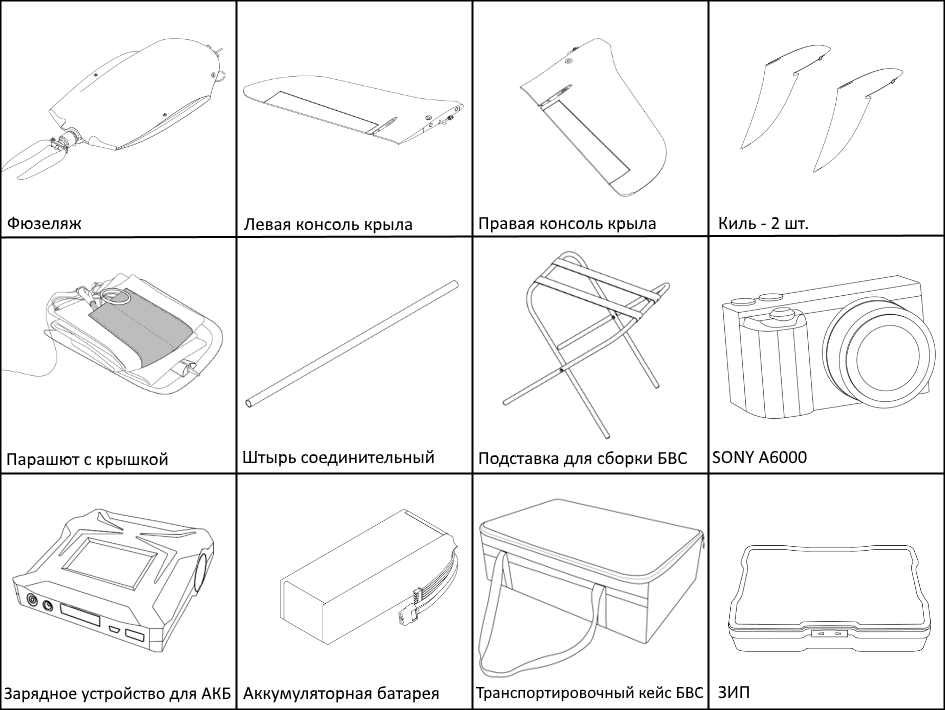 Фюзеляж
Левая консоль крыла
Правая консоль крыла
Киль - 2 шт.
Парашют с крышкой
Штырь соединительный
Подставка для сборки БВС
SONY A6000
Зарядное устройство для АКБ
Аккумуляторная батарея
Транспортировочный кейс БВС
ЗИП